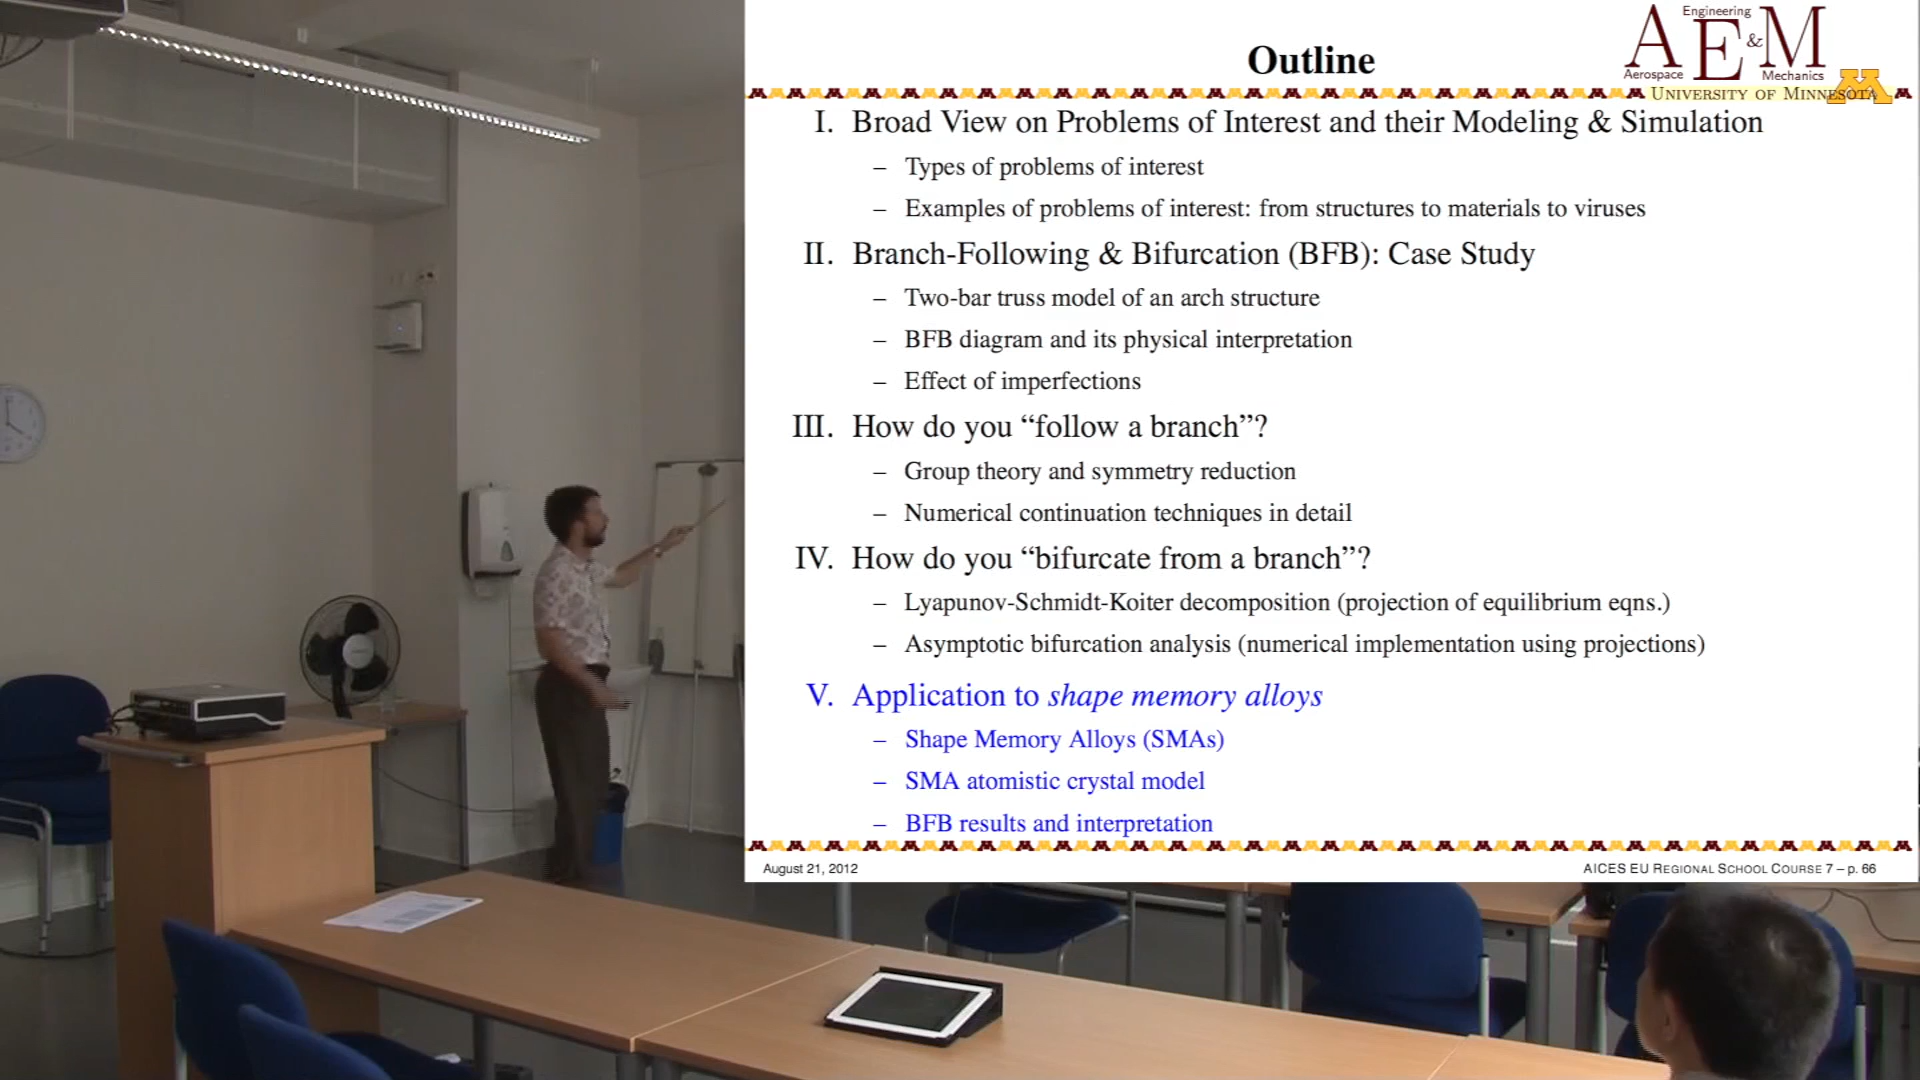 Outline
Engineering
A E & M
Aerospace Mechanics
UNIVERSITY OF MINNESOTA
I. Broad View on Problems of Interest and their Modeling & Simulation
– Types of problems of interest
– Examples of problems of interest: from structures to materials to viruses
II. Branch-Following & Bifurcation (BFB): Case Study
– Two-bar truss model of an arch structure
– BFB diagram and its physical interpretation
– Effect of imperfections
III. How do you “follow a branch”?
– Group theory and symmetry reduction
– Numerical continuation techniques in detail
IV. How do you “bifurcate from a branch”?
– Lyapunov-Schmidt-Koiter decomposition (projection of equilibrium eqns.)
– Asymptotic bifurcation analysis (numerical implementation using projections)
V. Application to shape memory alloys
– Shape Memory Alloys (SMAs)
– SMA atomistic crystal model
– BFB results and interpretation
August 21, 2012
AICES EU REGIONAL SCHOOL COURSE 7 – p. 66